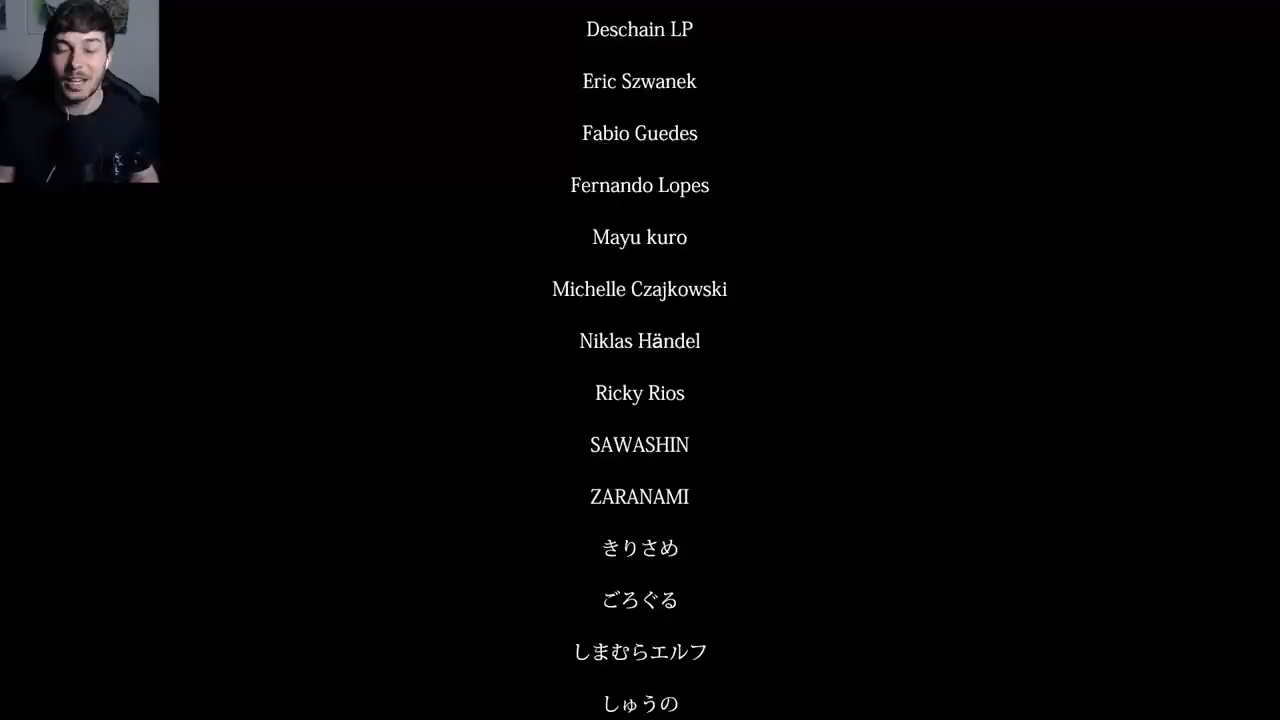 Deschain LP
Eric Szwanek
Fabio Guedes
Fernando Lopes
Mayu kuro
Michelle Czajkowski
Niklas Händel
Ricky Rios
SAWASHIN
ZARANAMI
きりさめ
ごろぐる
しまむらエルフ
しゅうの